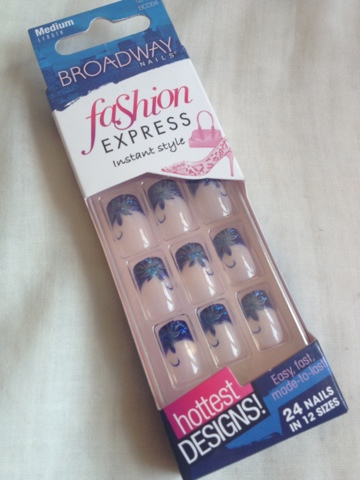 Medium
LENGTH
BROADWAY
NAILS
faShion
EXPRESS
Instant style
hottest
DESIGNS!
Easy, fast,
made-to-last!
24 NAILS
IN 12 SIZES